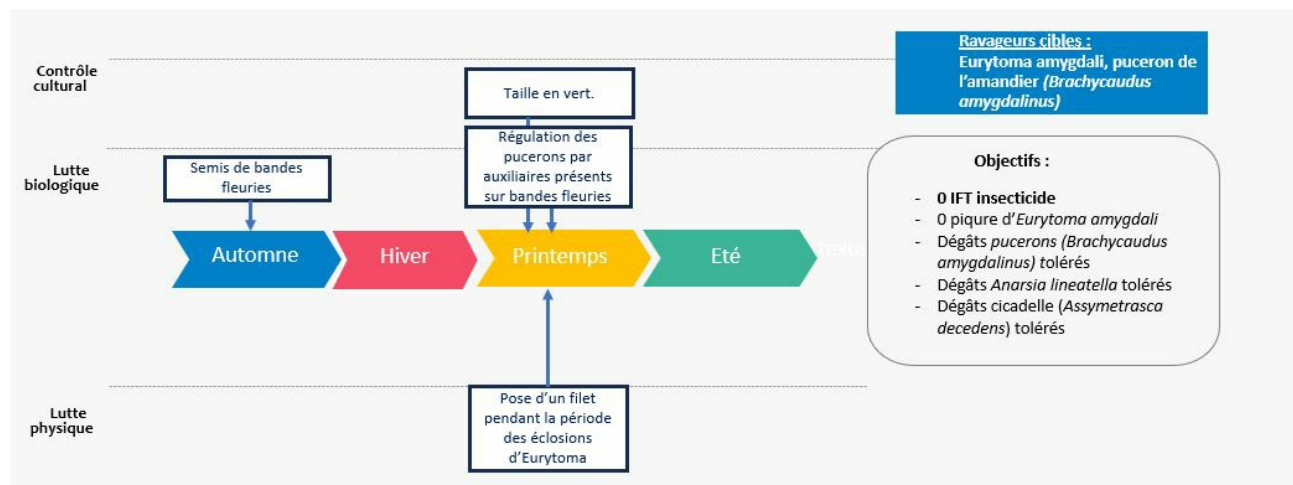 Contrôle
cultural
Taille en vert.
Ravageurs cibles :
Eurytoma amygdali, puceron de
l'amandier (Brachycaudus
amygdalinus)
Lutte
biologique
Semis de bandes
fleuries
Régulation des
pucerons par
auxiliaires présents
sur bandes fleuries
Automne
Hiver
Printemps
Eté
texte
Objectifs :
- 0 IFT insecticide
- 0 piqure d'Eurytoma amygdali
- Dégâts pucerons (Brachycaudus
amygdalinus) tolérés
- Dégâts Anarsia lineatella tolérés
- Dégâts cicadelle (Assymetrasca
decedens) tolérés
Lutte
physique
Pose d'un filet
pendant la période
des éclosions
d'Eurytoma